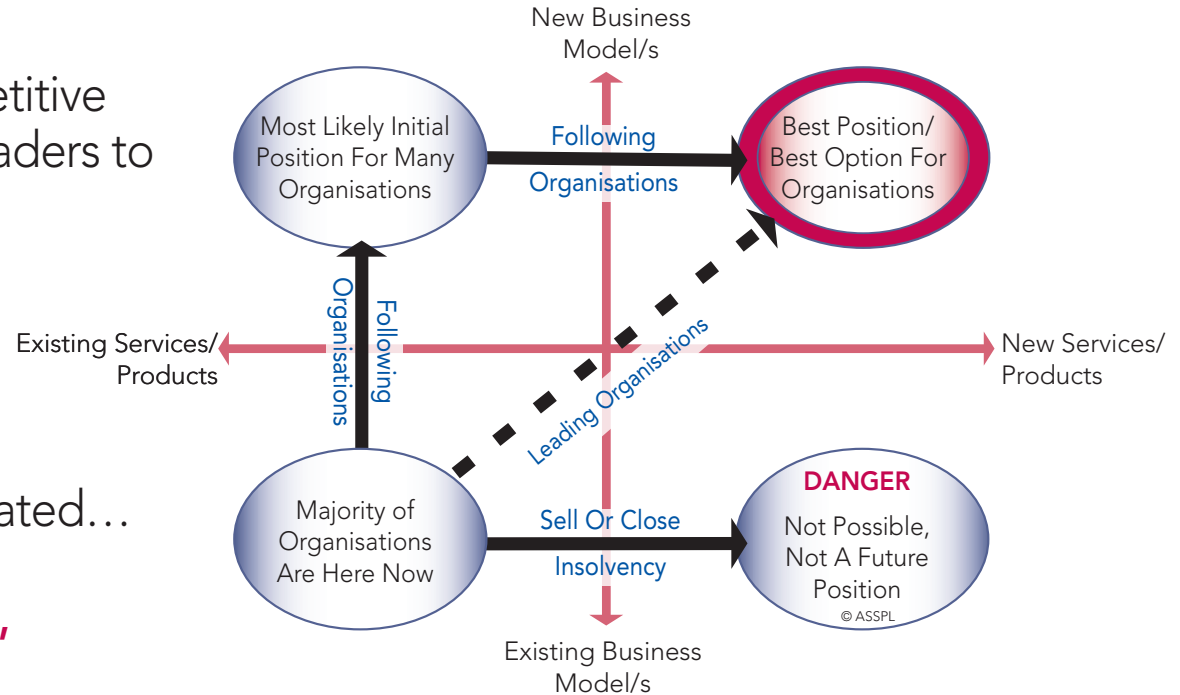 New Business
Model/s
etitive
aders to
Most Likely Initial
Position For Many
Organisations
Following
Organisations
Best Position/
Best Option For
Organisations
Following
Organisations
Leading Organisations
Existing Services/
Products
New Services/
Products
ated…
Majority of
Organisations
Are Here Now
Sell Or Close
Insolvency
DANGER
Not Possible,
Not A Future
Position
© ASSPL
Existing Business
Model/s